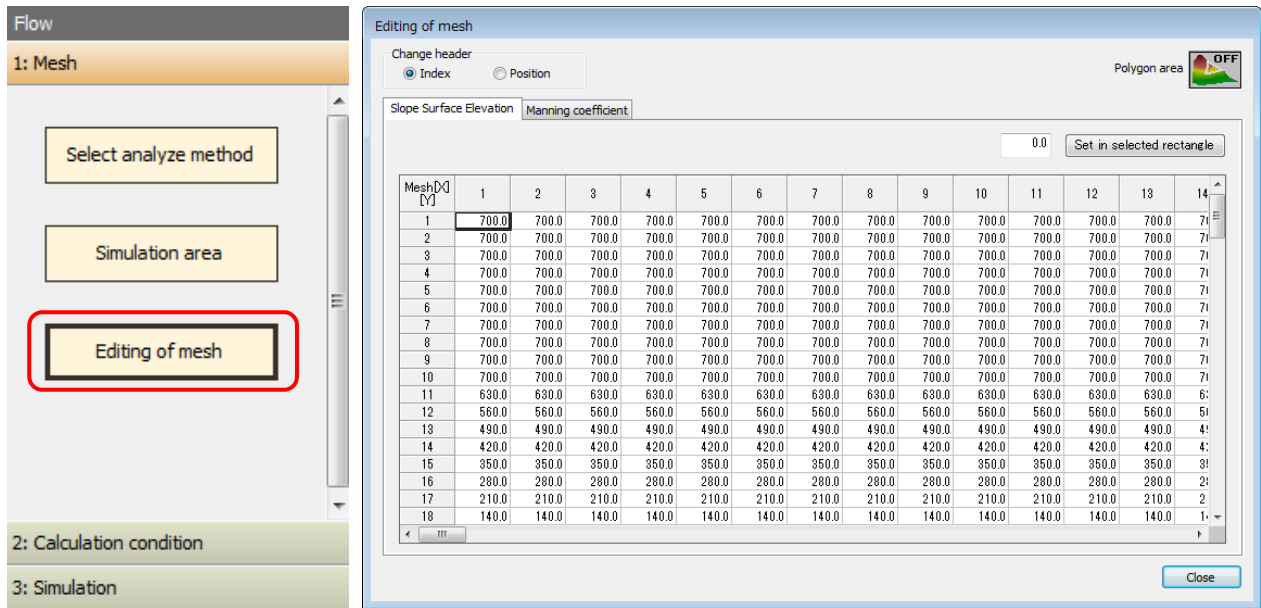 Flow
1: Mesh
Select analyze method
Simulation area
Editing of mesh
2: Calculation condition
3: Simulation
Editing of mesh
Change header
Index Position
Polygon area OFF
Slope Surface Elevation Manning coefficient
0.0 Set in selected rectangle
Mesh[X] 1 2 3 4 5 6 7 8 9 10 11 12 13 14
[Y]
1 700.0 700.0 700.0 700.0 700.0 700.0 700.0 700.0 700.0 700.0 700.0 700.0 700.0
2 700.0 700.0 700.0 700.0 700.0 700.0 700.0 700.0 700.0 700.0 700.0 700.0 700.0
3 700.0 700.0 700.0 700.0 700.0 700.0 700.0 700.0 700.0 700.0 700.0 700.0 700.0
4 700.0 700.0 700.0 700.0 700.0 700.0 700.0 700.0 700.0 700.0 700.0 700.0 700.0
5 700.0 700.0 700.0 700.0 700.0 700.0 700.0 700.0 700.0 700.0 700.0 700.0 700.0
6 700.0 700.0 700.0 700.0 700.0 700.0 700.0 700.0 700.0 700.0 700.0 700.0 700.0
7 700.0 700.0 700.0 700.0 700.0 700.0 700.0 700.0 700.0 700.0 700.0 700.0 700.0
8 700.0 700.0 700.0 700.0 700.0 700.0 700.0 700.0 700.0 700.0 700.0 700.0 700.0
9 700.0 700.0 700.0 700.0 700.0 700.0 700.0 700.0 700.0 700.0 700.0 700.0 700.0
10 700.0 700.0 700.0 700.0 700.0 700.0 700.0 700.0 700.0 700.0 700.0 700.0 700.0
11 630.0 630.0 630.0 630.0 630.0 630.0 630.0 630.0 630.0 630.0 630.0 630.0 630.0
12 560.0 560.0 560.0 560.0 560.0 560.0 560.0 560.0 560.0 560.0 560.0 560.0 560.0
13 490.0 490.0 490.0 490.0 490.0 490.0 490.0 490.0 490.0 490.0 490.0 490.0 490.0
14 420.0 420.0 420.0 420.0 420.0 420.0 420.0 420.0 420.0 420.0 420.0 420.0 420.0
15 350.0 350.0 350.0 350.0 350.0 350.0 350.0 350.0 350.0 350.0 350.0 350.0 350.0
16 280.0 280.0 280.0 280.0 280.0 280.0 280.0 280.0 280.0 280.0 280.0 280.0 280.0
17 210.0 210.0 210.0 210.0 210.0 210.0 210.0 210.0 210.0 210.0 210.0 210.0 210.0
18 140.0 140.0 140.0 140.0 140.0 140.0 140.0 140.0 140.0 140.0 140.0 140.0 140.0
Close